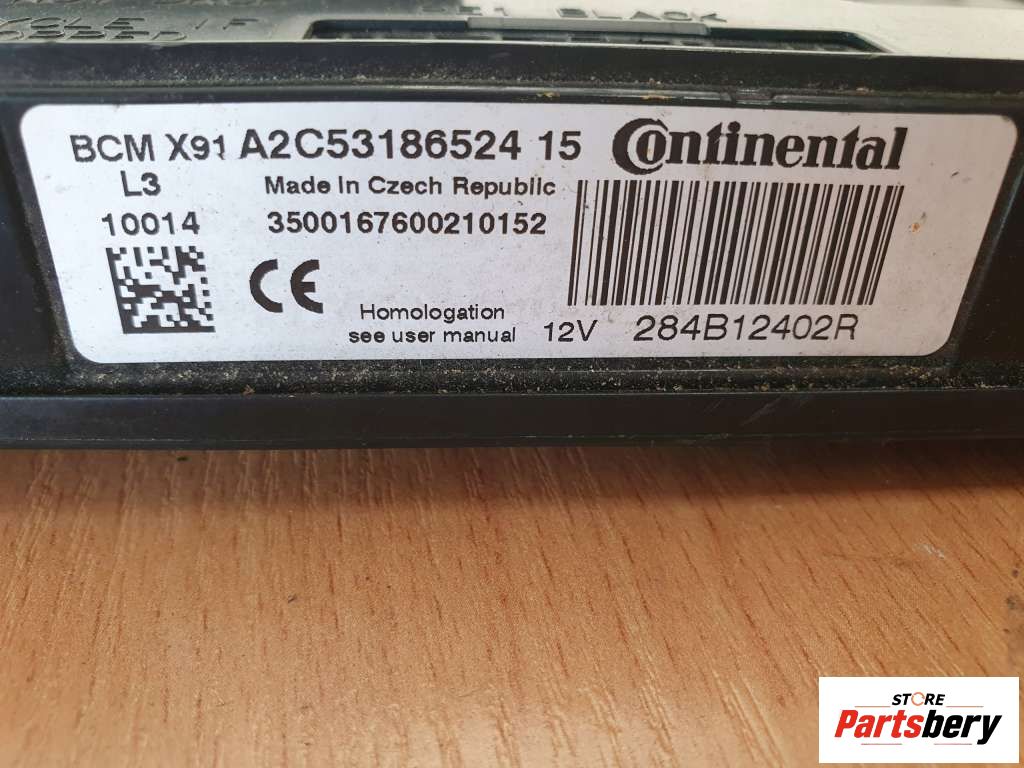 BLACK
BCM X91 A2C53186524 15 Continental
L3 Made In Czech Republic
10014 3500167600210152
CE
Homologation
see user manual 12V 284B12402R
STORE
Partsbery